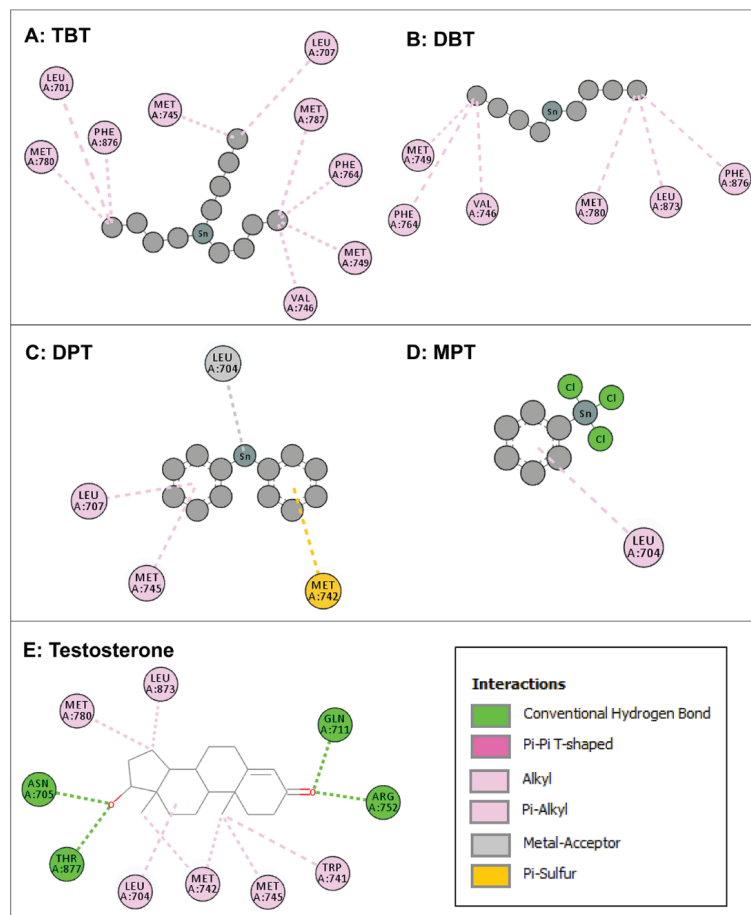 A: TBT
LEU
A:701
MET
A:780
PHE
A:876
MET
A:745
LEU
A:707
MET
A:787
PHE
A:764
MET
A:749
VAL
A:746
Sn
B: DBT
Sn
MET
A:749
PHE
A:764
VAL
A:746
MET
A:780
LEU
A:873
PHE
A:876
C: DPT
LEU
A:704
Sn
LEU
A:707
MET
A:745
MET
A:742
D: MPT
Cl
Cl
Sn
Cl
LEU
A:704
E: Testosterone
LEU
A:873
MET
A:780
ASN
A:705
THR
A:877
LEU
A:704
MET
A:742
MET
A:745
TRP
A:741
GLN
A:711
ARG
A:752
o
o
Interactions
Conventional Hydrogen Bond
Pi-Pi T-shaped
Alkyl
Pi-Alkyl
Metal-Acceptor
Pi-Sulfur